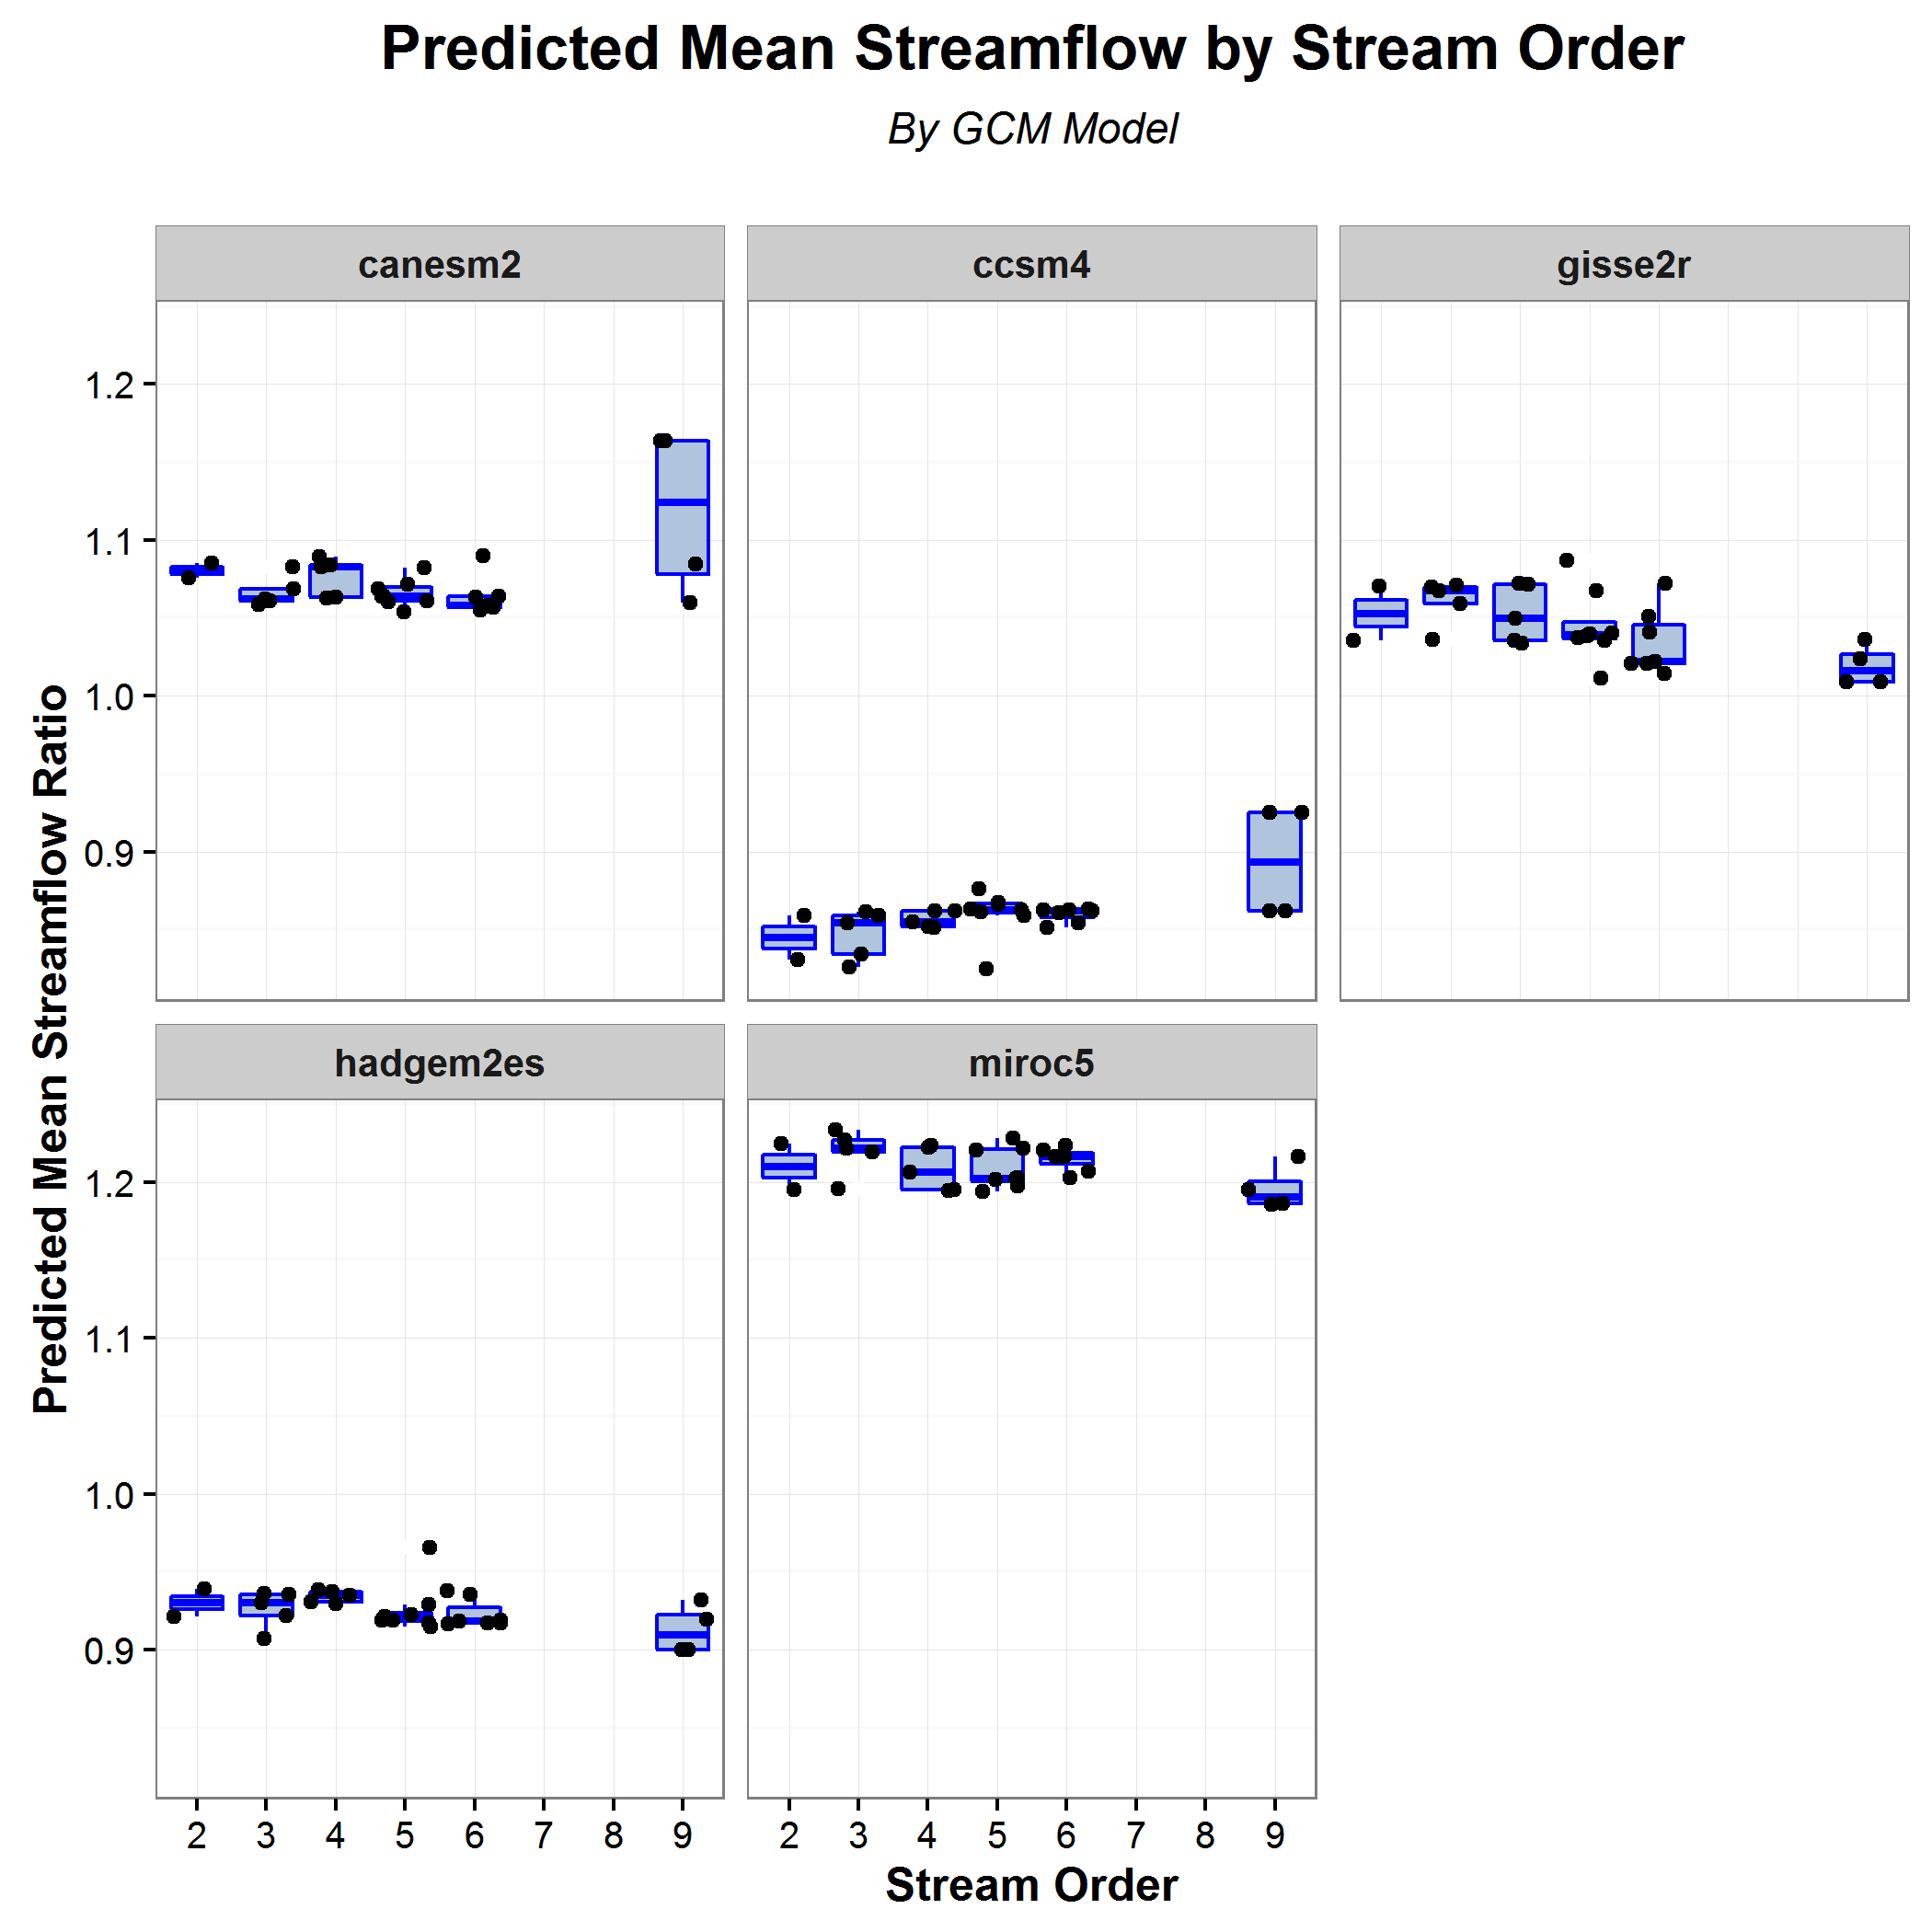 Predicted Mean Streamflow by Stream Order
By GCM Model
canesm2
ccsm4
gisse2r
1.2
1.1
1.0
0.9
Predicted Mean Streamflow Ratio
hadgem2es
miroc5
1.2
1.1
1.0
0.9
2 3 4 5 6 7 8 9
2 3 4 5 6 7 8 9
Stream Order